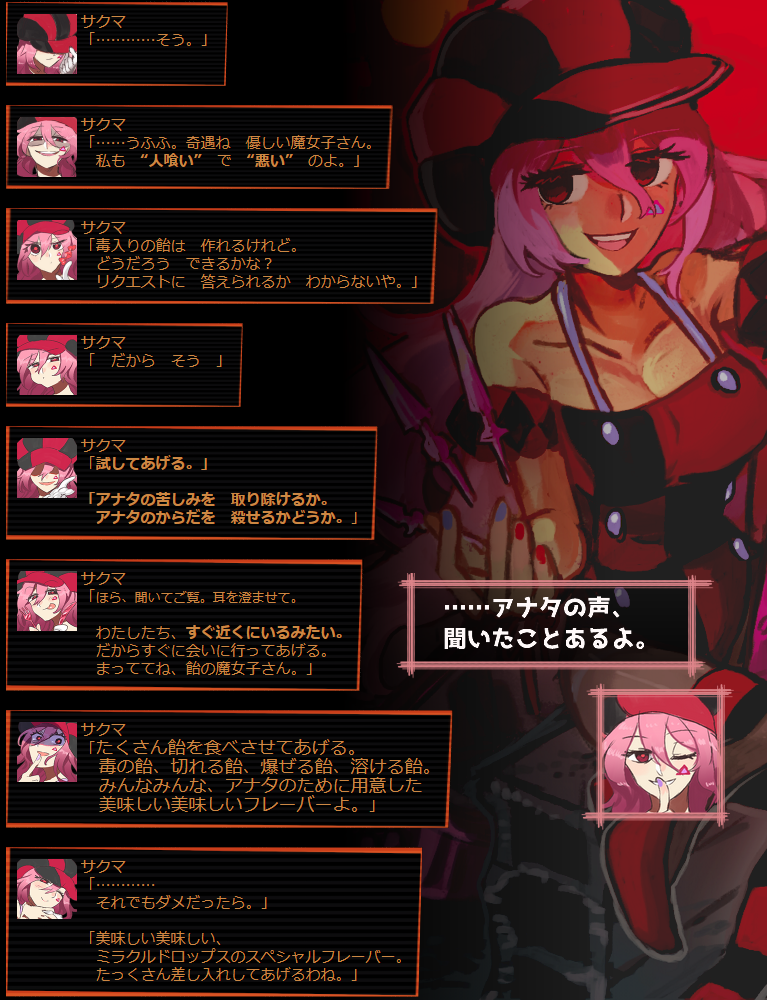 サクマ
「…………そう。」
サクマ
「……うふふ。奇遇ね　優しい魔女子さん。
私も　“人喰い”　で　“悪い”　のよ。」
サクマ
「毒入りの飴は　作れるけれど。
どうだろう　できるかな？
リクエストに　答えられるか　わからないや。」
サクマ
「　だから　そう　」
サクマ
「試してあげる。」
「アナタの苦しみを　取り除けるか。
アナタのからだを　殺せるかどうか。」
サクマ
「ほら、聞いてご覧。耳を澄ませて。
わたしたち、すぐ近くにいるみたい。
だからすぐに会いに行ってあげる。
まっててね、飴の魔女子さん。」
……アナタの声、
聞いたことあるよ。
サクマ
「たくさん飴を食べさせてあげる。
毒の飴、切れる飴、爆ぜる飴、溶ける飴。
みんなみんな、アナタのために用意した
美味しい美味しいフレーバーよ。」
サクマ
「…………
それでもダメだったら。」
「美味しい美味しい、
ミラクルドロップスのスペシャルフレーバー。
たっくさん差し入れしてあげるわね。」